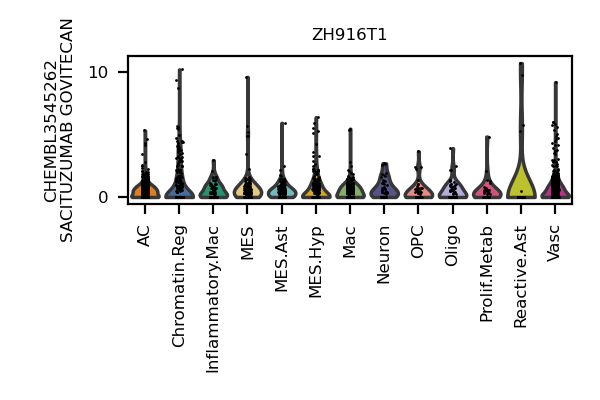 ZH916T1
CHEMBL3545262
SACITUZUMAB GOVITECAN
10
0
AC
Chromatin.Reg
Inflammatory.Mac
MES
MES.Ast
MES.Hyp
Mac
Neuron
OPC
Oligo
Prolif.Metab
Reactive.Ast
Vasc